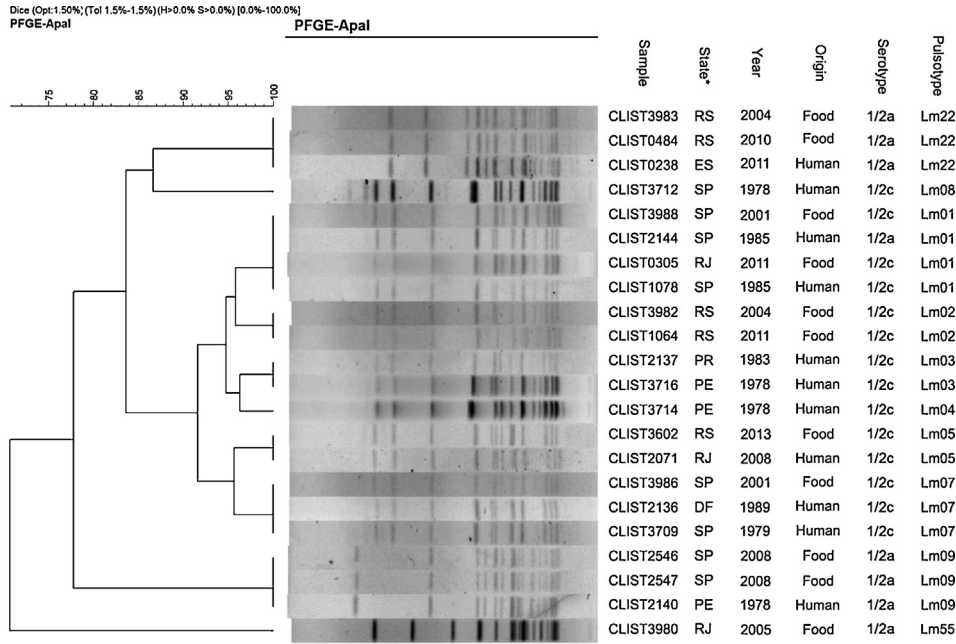 Dice (Opt:1.50%) (Tol 1.5%-1.5%) (H>0.0% S>0.0%) [0.0%-100.0%]
PFGE-ApaI
PFGE-ApaI
75 80 85 90 95 100
Sample State* Year Origin Serotype Pulsotype
CLIST3983 RS 2004 Food 1/2a Lm22
CLIST0484 RS 2010 Food 1/2a Lm22
CLIST0238 ES 2011 Human 1/2a Lm22
CLIST3712 SP 1978 Human 1/2c Lm08
CLIST3988 SP 2001 Food 1/2c Lm01
CLIST2144 SP 1985 Human 1/2a Lm01
CLIST0305 RJ 2011 Food 1/2c Lm01
CLIST1078 SP 1985 Human 1/2c Lm01
CLIST3982 RS 2004 Food 1/2c Lm02
CLIST1064 RS 2011 Food 1/2c Lm02
CLIST2137 PR 1983 Human 1/2c Lm03
CLIST3716 PE 1978 Human 1/2c Lm03
CLIST3714 PE 1978 Human 1/2c Lm04
CLIST3602 RS 2013 Food 1/2c Lm05
CLIST2071 RJ 2008 Human 1/2c Lm05
CLIST3986 SP 2001 Food 1/2c Lm07
CLIST2136 DF 1989 Human 1/2c Lm07
CLIST3709 SP 1979 Human 1/2c Lm07
CLIST2546 SP 2008 Food 1/2a Lm09
CLIST2547 SP 2008 Food 1/2a Lm09
CLIST2140 PE 1978 Human 1/2a Lm09
CLIST3980 RJ 2005 Food 1/2a Lm55